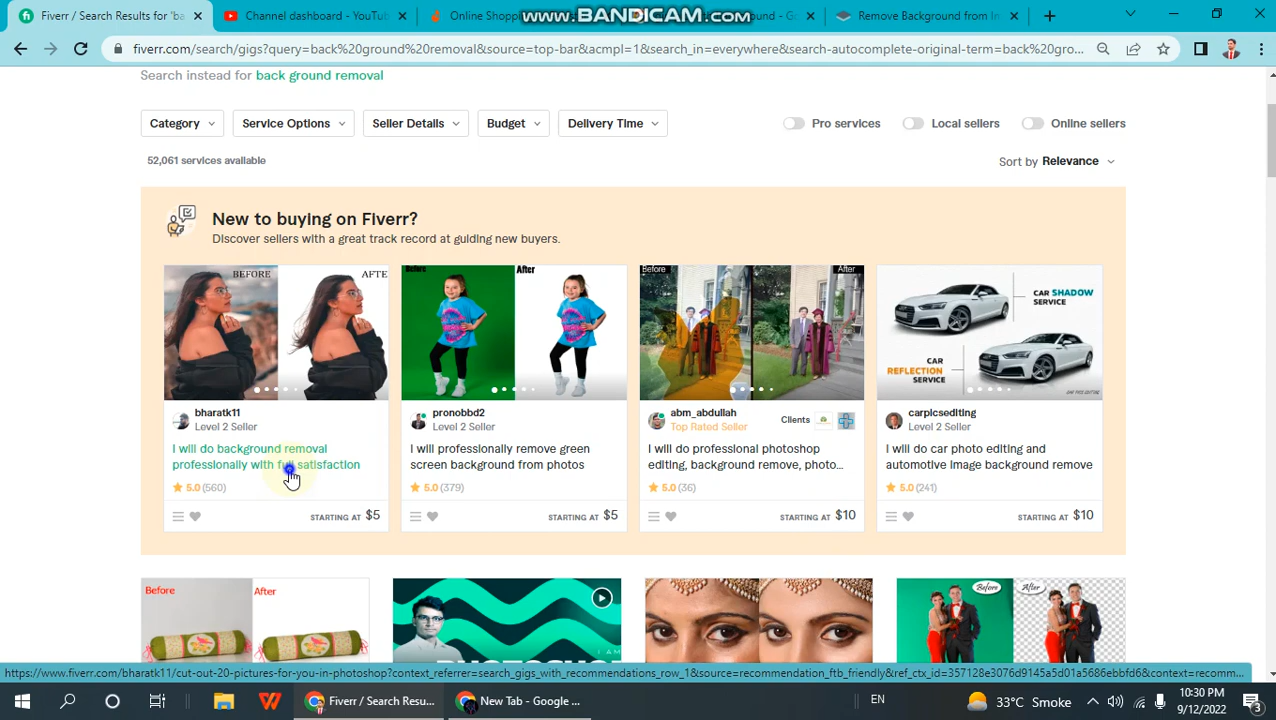 Fiverr / Search Results for 'ba
Channel dashboard - YouTub
Online Shopp
www.BANDICAM.com
ound - Go
Remove Background from Im
fiverr.com/search/gigs?query=back%20ground%20removal&source=top-bar&acmpl=1&search_in=everywhere&search-autocomplete-original-term=back%20gro...
Search instead for back ground removal
Category
Service Options
Seller Details
Budget
Delivery Time
Pro services
Local sellers
Online sellers
52,061 services available
Sort by Relevance
New to buying on Fiverr?
Discover sellers with a great track record at guiding new buyers.
BEFORE
AFTE
Before
After
Before
After
CAR SHADOW
SERVICE
CAR
REFLECTION
SERVICE
bharatk11
Level 2 Seller
I will do background removal
professionally with full satisfaction
5.0 (560)
STARTING AT $5
pronobd2
Level 2 Seller
I will professionally remove green
screen background from photos
5.0 (379)
STARTING AT $5
abm_abdullah
Top Rated Seller
Clients
I will do professional photoshop
editing, background remove, photo...
5.0 (36)
STARTING AT $10
carpicsediting
Level 2 Seller
I will do car photo editing and
automotive image background remove
5.0 (241)
STARTING AT $10
Before
After
Before
After
https://www.fiverr.com/bharatk11/cut-out-20-pictures-for-you-in-photoshop?context_referrer=search_gigs_with_recommendations_row_1&source=recommendation_ftb_friendly&ref_ctx_id=357128e3076d9145a5d01a5686ebbfd6&context=recomm...
Fiverr / Search Resu...
New Tab - Google ...
33°C Smoke
EN
10:30 PM
9/12/2022
3